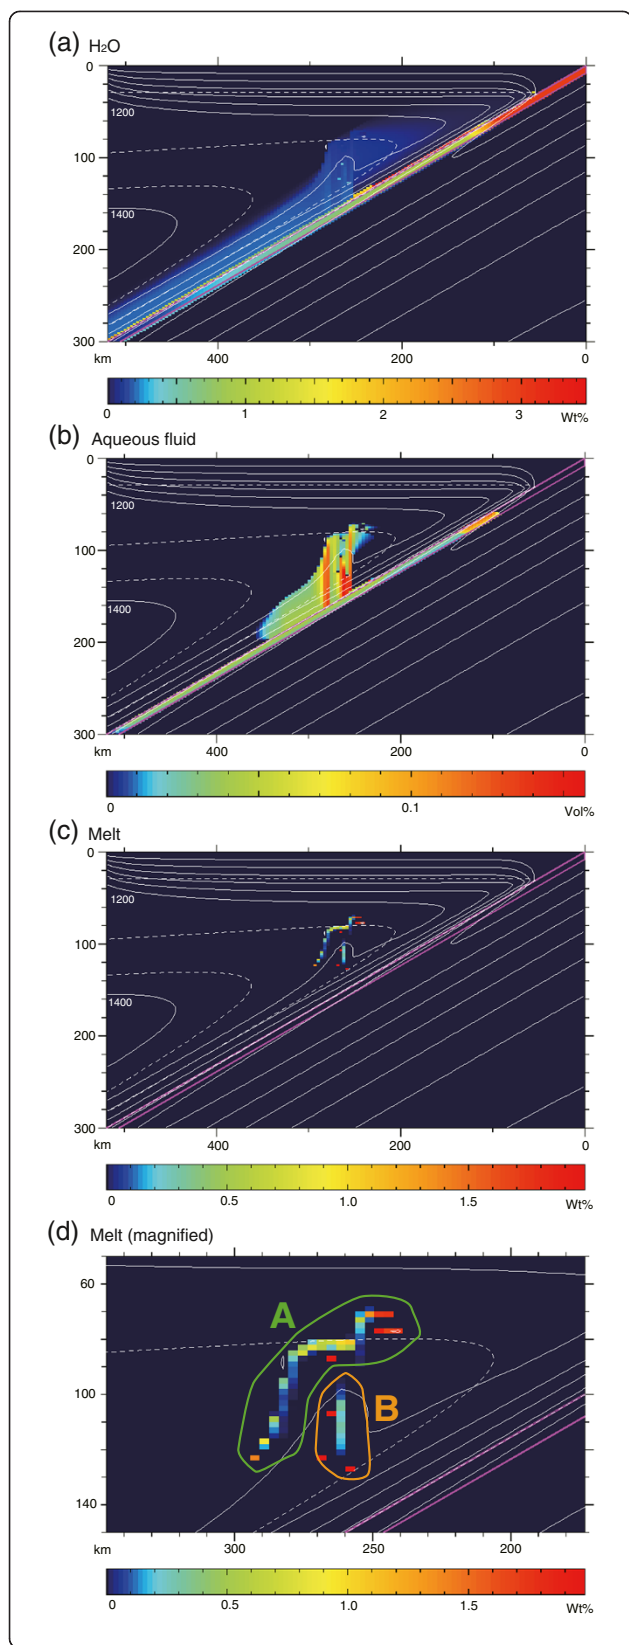 (a) H2O
0
100
200
300
1200
1400
km 400 200 0
0 1 2 3
Wt%
(b) Aqueous fluid
0
100
200
300
1200
1400
km 400 200 0
0 0.1
Vol%
(c) Melt
0
100
200
300
1200
1400
km 400 200 0
0 0.5 1.0 1.5
Wt%
(d) Melt (magnified)
60
100
140
A
B
km 300 250 200
0 0.5 1.0 1.5
Wt%